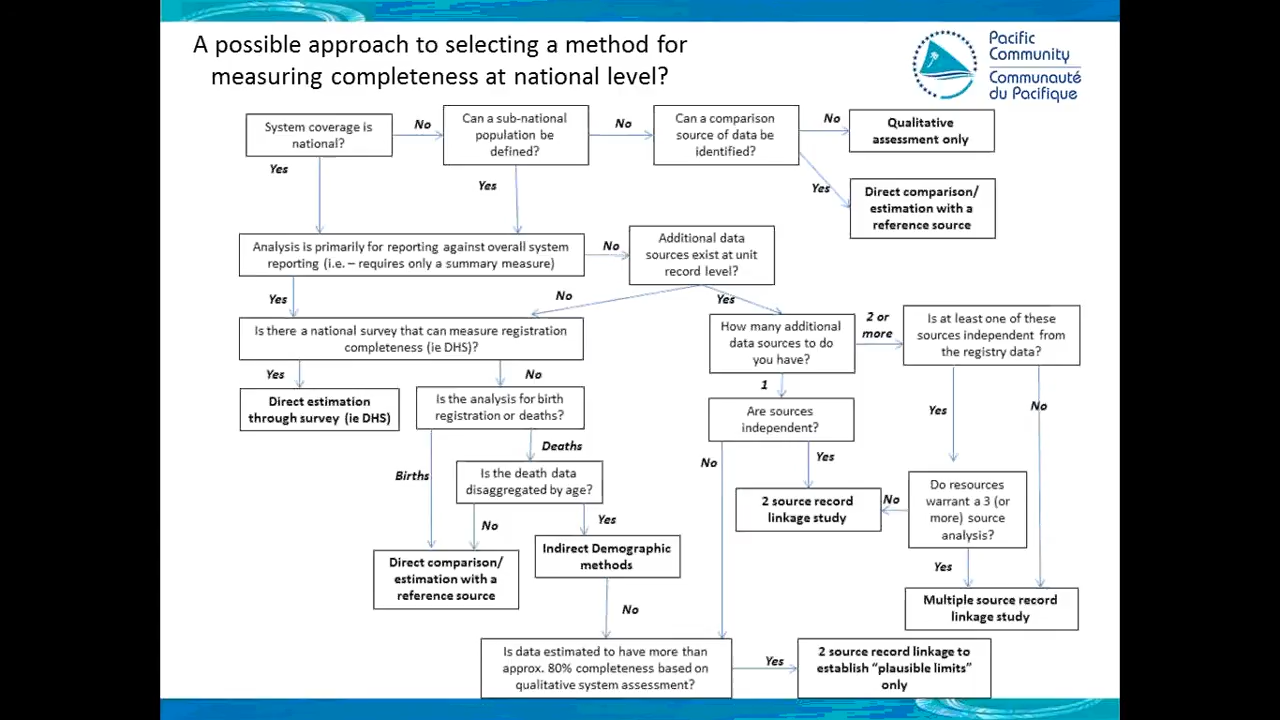 A possible approach to selecting a method for
measuring completeness at national level?
Pacific
Community
Communauté
du Pacifique
System coverage is
national?
No
Can a sub-national
population be
defined?
No
Can a comparison
source of data be
identified?
No
Qualitative
assessment only
Yes
Yes
Yes
Direct comparison/
estimation with a
reference source
Analysis is primarily for reporting against overall system
reporting (i.e. – requires only a summary measure)
No
Additional data
sources exist at unit
record level?
Yes
No
Yes
Is there a national survey that can measure registration
completeness (ie DHS)?
How many additional
data sources to do
you have?
2 or
more
Is at least one of these
sources independent from
the registry data?
Yes
No
1
Direct estimation
through survey (ie DHS)
Is the analysis for birth
registration or deaths?
Are sources
independent?
Yes
No
Births
Deaths
No
Yes
Is the death data
disaggregated by age?
2 source record
linkage study
No
Do resources
warrant a 3 (or
more) source
analysis?
No
Yes
Direct comparison/
estimation with a
reference source
Indirect Demographic
methods
Yes
Multiple source record
linkage study
No
Is data estimated to have more than
approx. 80% completeness based on
qualitative system assessment?
Yes
2 source record linkage to
establish “plausible limits”
only